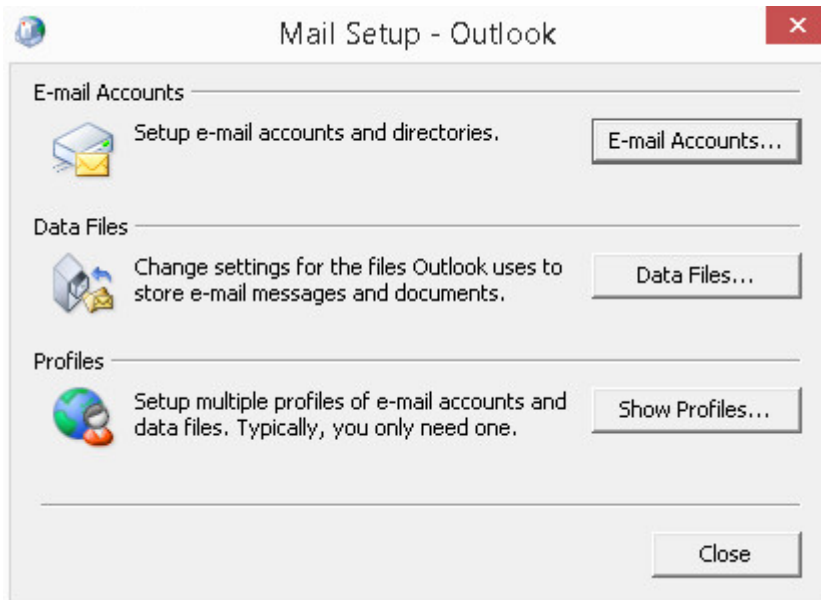 Mail Setup - Outlook
E-mail Accounts
Setup e-mail accounts and directories.
E-mail Accounts...
Data Files
Change settings for the files Outlook uses to
store e-mail messages and documents.
Data Files...
Profiles
Setup multiple profiles of e-mail accounts and
data files. Typically, you only need one.
Show Profiles...
Close